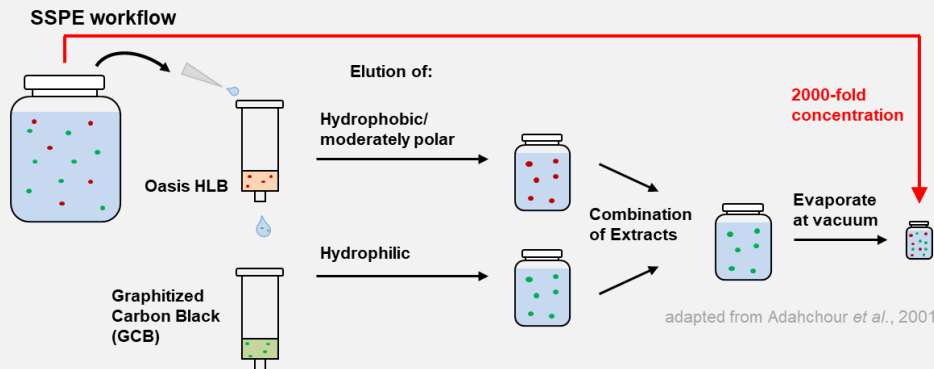 SSPE workflow
Elution of:
2000-fold
concentration
Hydrophobic/
moderately polar
Oasis HLB
Combination
of Extracts
Evaporate
at vacuum
Hydrophilic
Graphitized
Carbon Black
(GCB)
adapted from Adahchour et al., 2001